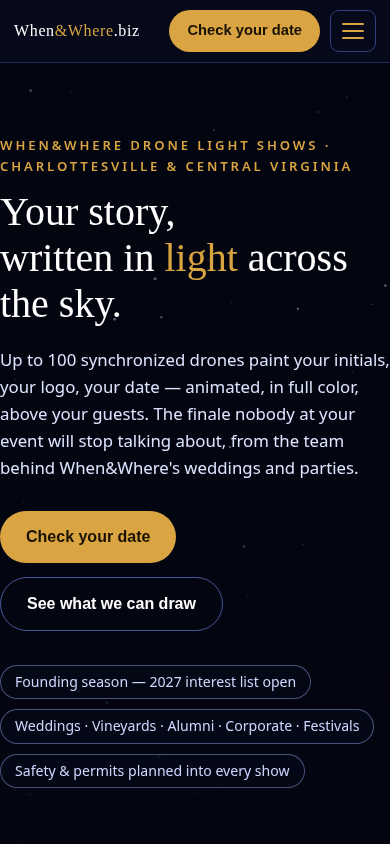 When&Where.biz
Check your date
WHEN&WHERE DRONE LIGHT SHOWS ·
CHARLOTTESVILLE & CENTRAL VIRGINIA
Your story,
written in light across
the sky.
Up to 100 synchronized drones paint your initials,
your logo, your date — animated, in full color,
above your guests. The finale nobody at your
event will stop talking about, from the team
behind When&Where's weddings and parties.
Check your date
See what we can draw
Founding season — 2027 interest list open
Weddings · Vineyards · Alumni · Corporate · Festivals
Safety & permits planned into every show